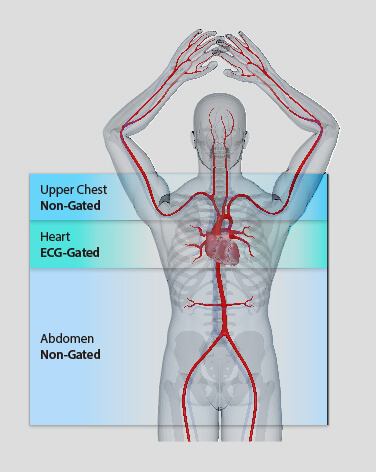 Upper Chest
Non-Gated
Heart
ECG-Gated
Abdomen
Non-Gated